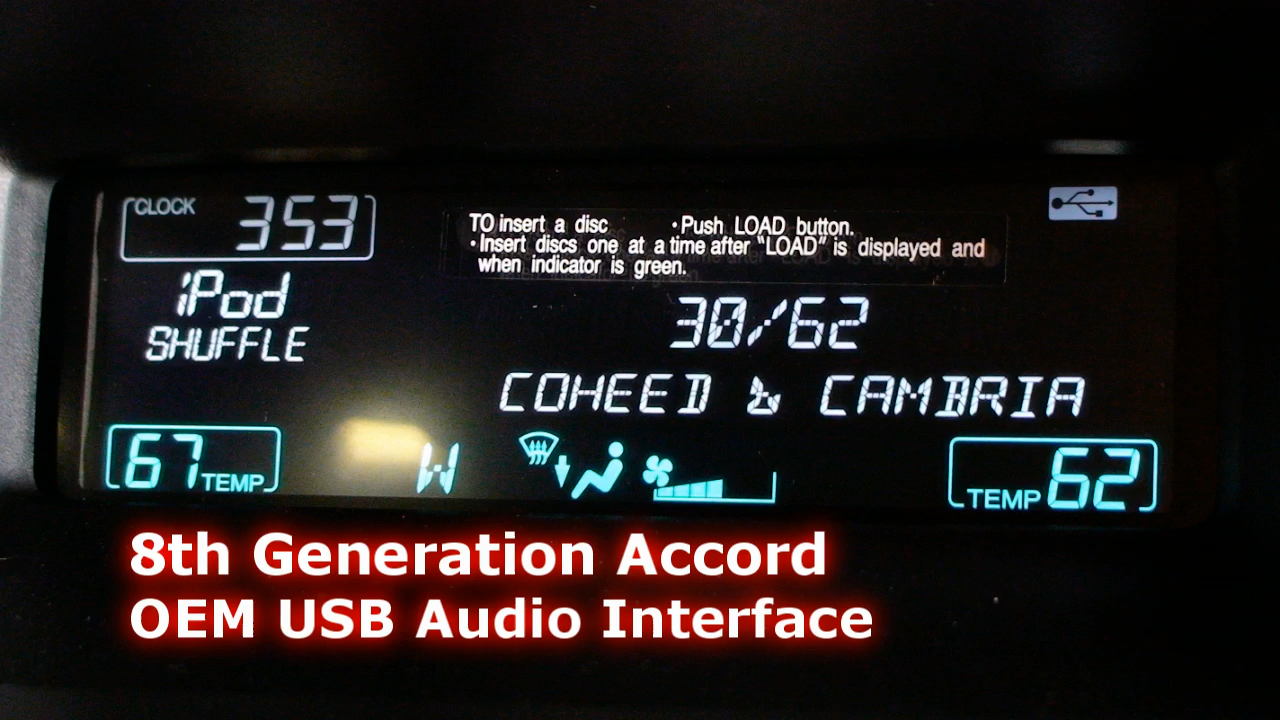 CLOCK 353
TO insert a disc •Push LOAD button.
•Insert discs one at a time after "LOAD" is displayed and
when indicator is green.
iPod
SHUFFLE
30/62
COHEED & CAMBRIA
67 TEMP
W
TEMP 62
8th Generation Accord
OEM USB Audio Interface